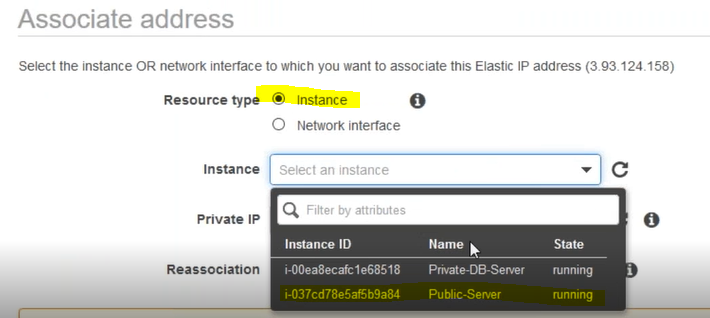 Associate address
Select the instance OR network interface to which you want to associate this Elastic IP address (3.93.124.158)
Resource type Instance
Network interface
Instance Select an instance
Filter by attributes
Private IP
Instance ID Name State
Reassociation i-00ea8ecafc1e68518 Private-DB-Server running
i-037cd78e5af5b9a84 Public-Server running